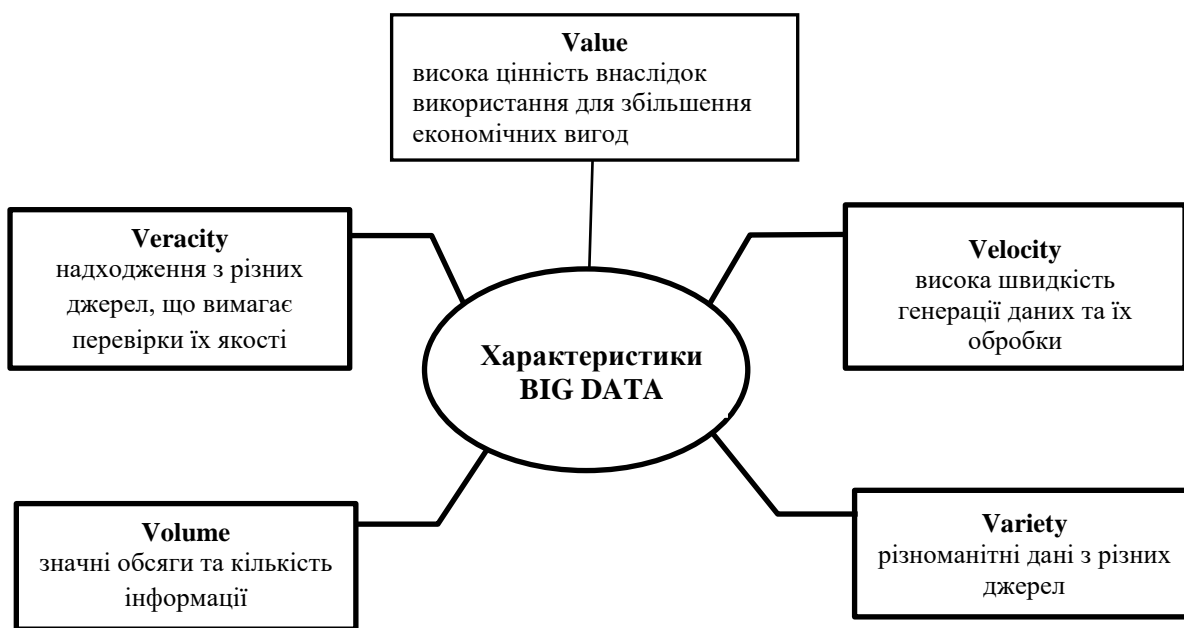 Value
висока цінність внаслідок
використання для збільшення
економічних вигод
Veracity
надходження з різних
джерел, що вимагає
перевірки їх якості
Velocity
висока швидкість
генерації даних та їх
обробки
Характеристики
BIG DATA
Volume
значні обсяги та кількість
інформації
Variety
різноманітні дані з різних
джерел